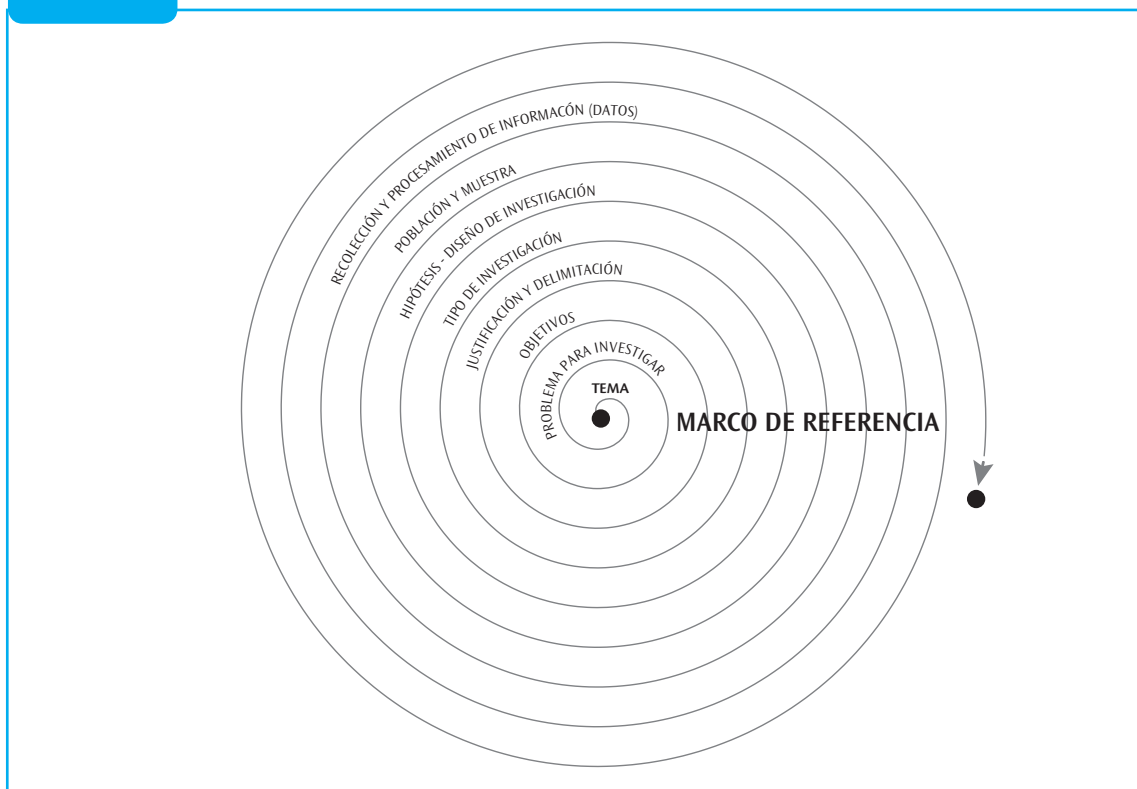 RECOLECCIÓN Y PROCESAMIENTO DE INFORMACÓN (DATOS)
POBLACIÓN Y MUESTRA
HIPÓTESIS - DISEÑO DE INVESTIGACIÓN
TIPO DE INVESTIGACIÓN
JUSTIFICACIÓN Y DELIMITACIÓN
OBJETIVOS
PROBLEMA PARA INVESTIGAR
TEMA
MARCO DE REFERENCIA